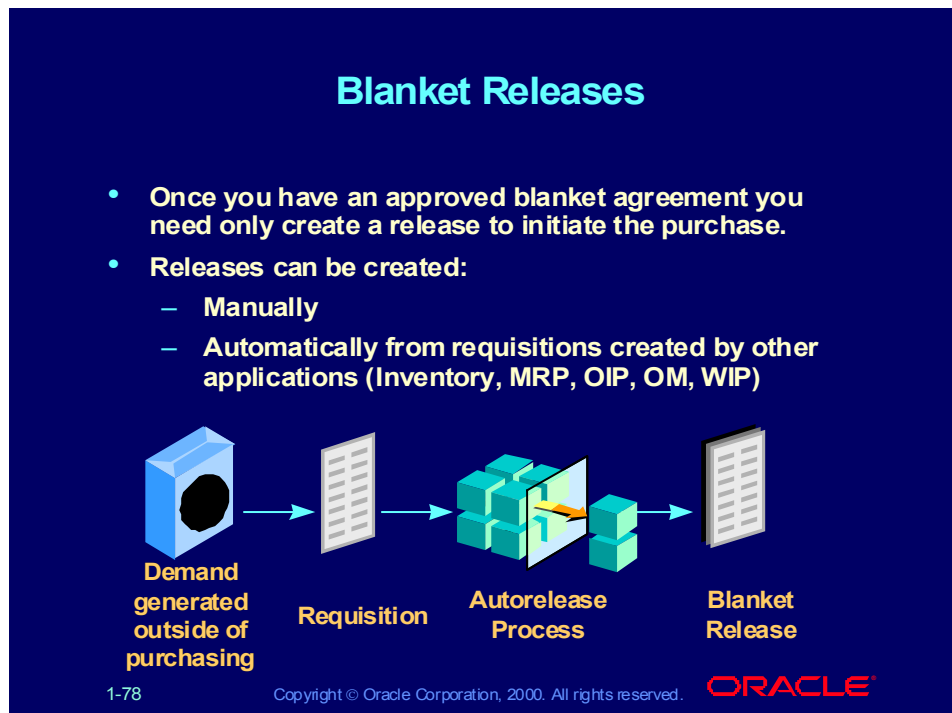 Blanket Releases
• Once you have an approved blanket agreement you
need only create a release to initiate the purchase.
• Releases can be created:
– Manually
– Automatically from requisitions created by other
applications (Inventory, MRP, OIP, OM, WIP)
Demand
generated
outside of
purchasing
Requisition
Autorelease
Process
Blanket
Release
1-78
Copyright © Oracle Corporation, 2000. All rights reserved.
ORACLE®